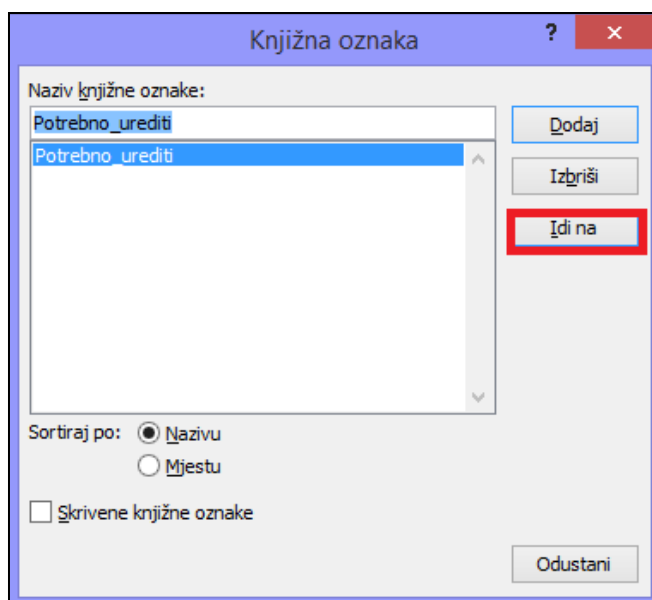 Knjižna oznaka
?
Naziv knjižne oznake:
Potrebno_urediti
Dodaj
Potrebno_urediti
Izbriši
Idi na
Sortiraj po:
Nazivu
Mjestu
Skrivene knjižne oznake
Odustani